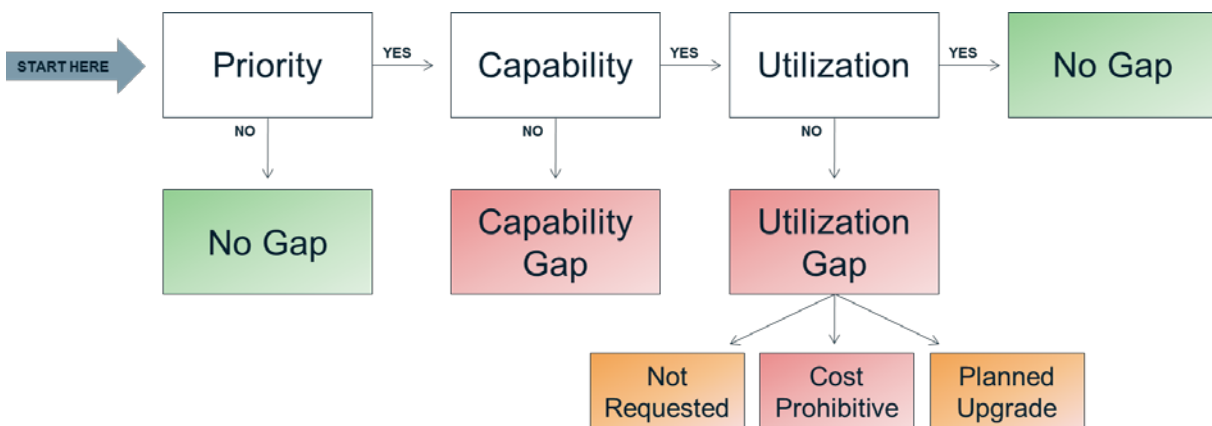 START HERE
Priority
YES
Capability
YES
Utilization
YES
No Gap
NO
NO
NO
No Gap
Capability
Gap
Utilization
Gap
Not
Requested
Cost
Prohibitive
Planned
Upgrade